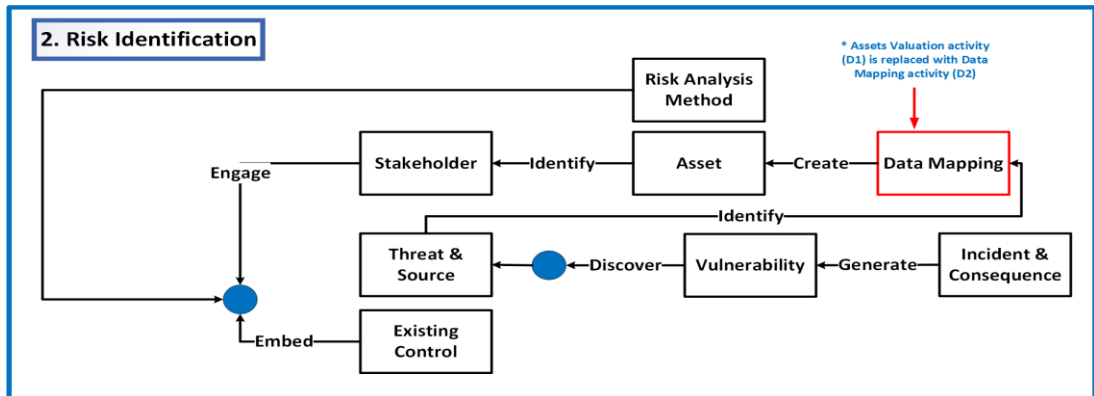 2. Risk Identification
* Assets Valuation activity
(D1) is replaced with Data
Mapping activity (D2)
Risk Analysis
Method
Stakeholder
Identify
Asset
Create
Data Mapping
Engage
Identify
Threat &
Source
Discover
Vulnerability
Generate
Incident &
Consequence
Embed
Existing
Control